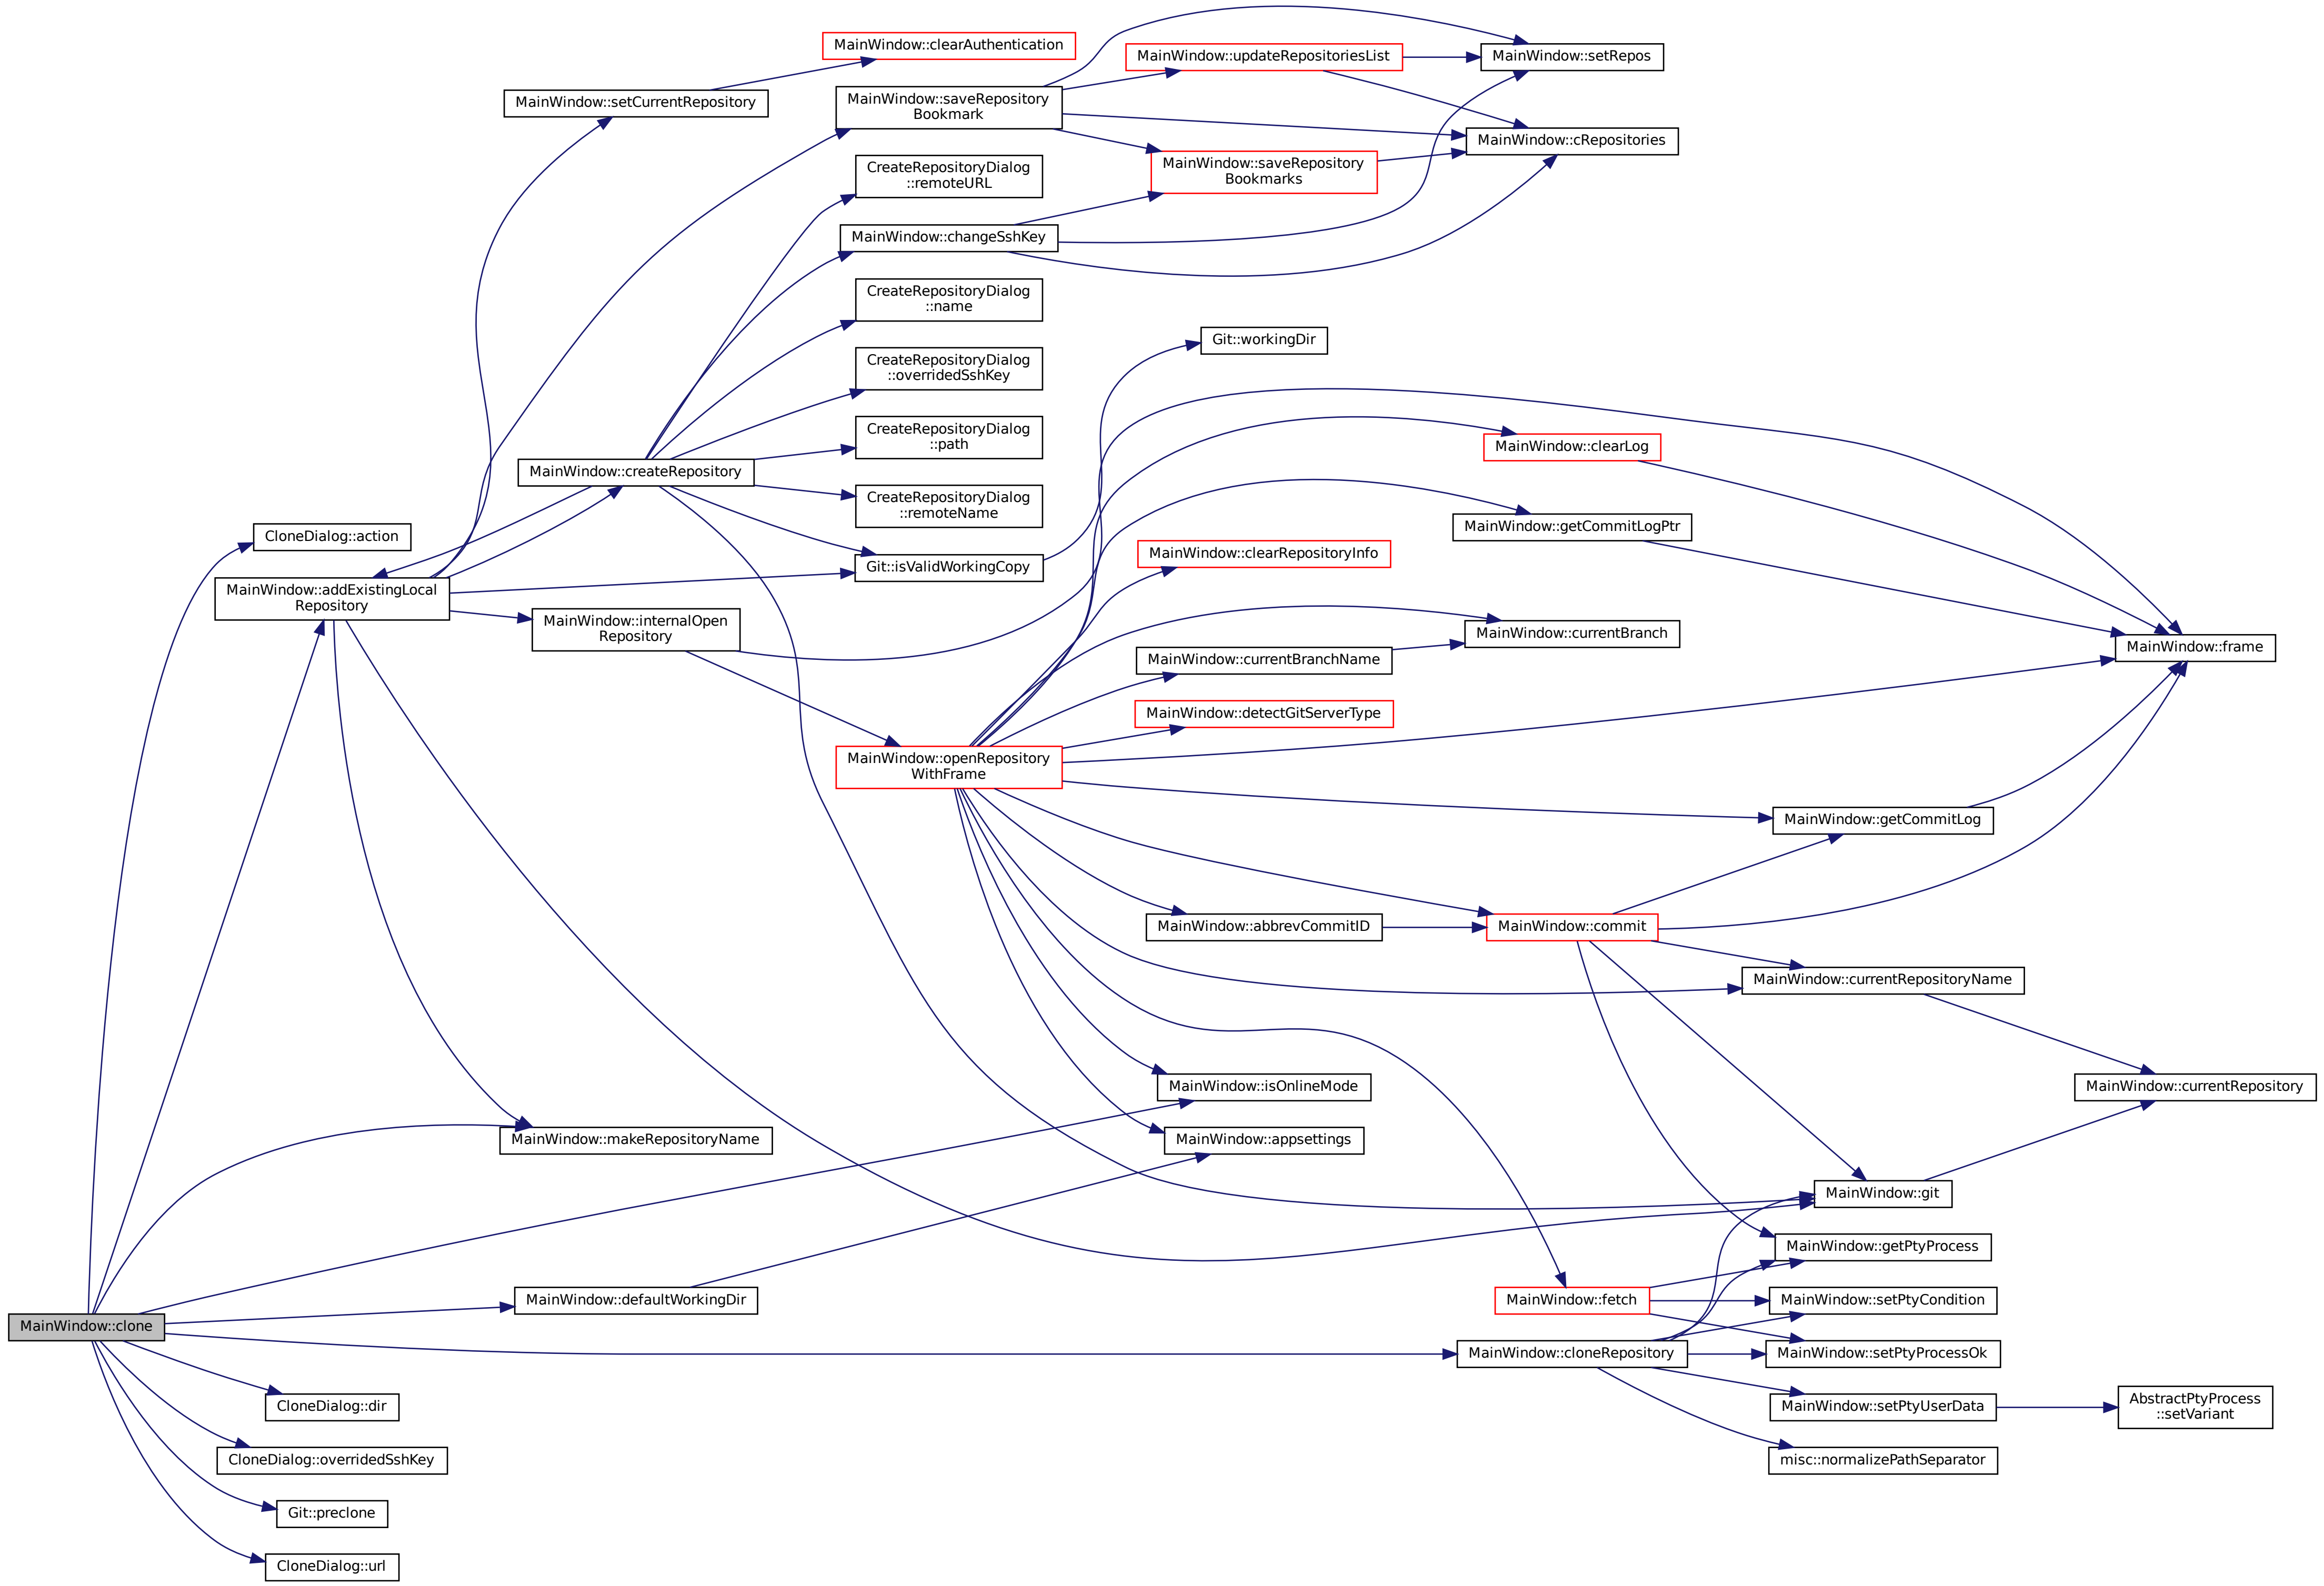 MainWindow::clearAuthentication
MainWindow::updateRepositoriesList
MainWindow::setRepos
MainWindow::setCurrentRepository
MainWindow::saveRepository
Bookmark
MainWindow::cRepositories
CreateRepositoryDialog
::remoteURL
MainWindow::saveRepository
Bookmarks
MainWindow::changeSshKey
CreateRepositoryDialog
::name
Git::workingDir
CreateRepositoryDialog
::overridedSshKey
CreateRepositoryDialog
::path
MainWindow::clearLog
MainWindow::createRepository
CreateRepositoryDialog
::remoteName
MainWindow::getCommitLogPtr
CloneDialog::action
MainWindow::clearRepositoryInfo
Git::isValidWorkingCopy
MainWindow::addExistingLocal
Repository
MainWindow::internalOpen
Repository
MainWindow::currentBranch
MainWindow::frame
MainWindow::currentBranchName
MainWindow::detectGitServerType
MainWindow::openRepository
WithFrame
MainWindow::getCommitLog
MainWindow::abbrevCommitID
MainWindow::commit
MainWindow::currentRepositoryName
MainWindow::isOnlineMode
MainWindow::currentRepository
MainWindow::makeRepositoryName
MainWindow::appsettings
MainWindow::git
MainWindow::getPtyProcess
MainWindow::defaultWorkingDir
MainWindow::fetch
MainWindow::setPtyCondition
MainWindow::clone
MainWindow::cloneRepository
MainWindow::setPtyProcessOk
CloneDialog::dir
MainWindow::setPtyUserData
AbstractPtyProcess
::setVariant
CloneDialog::overridedSshKey
misc::normalizePathSeparator
Git::preclone
CloneDialog::url